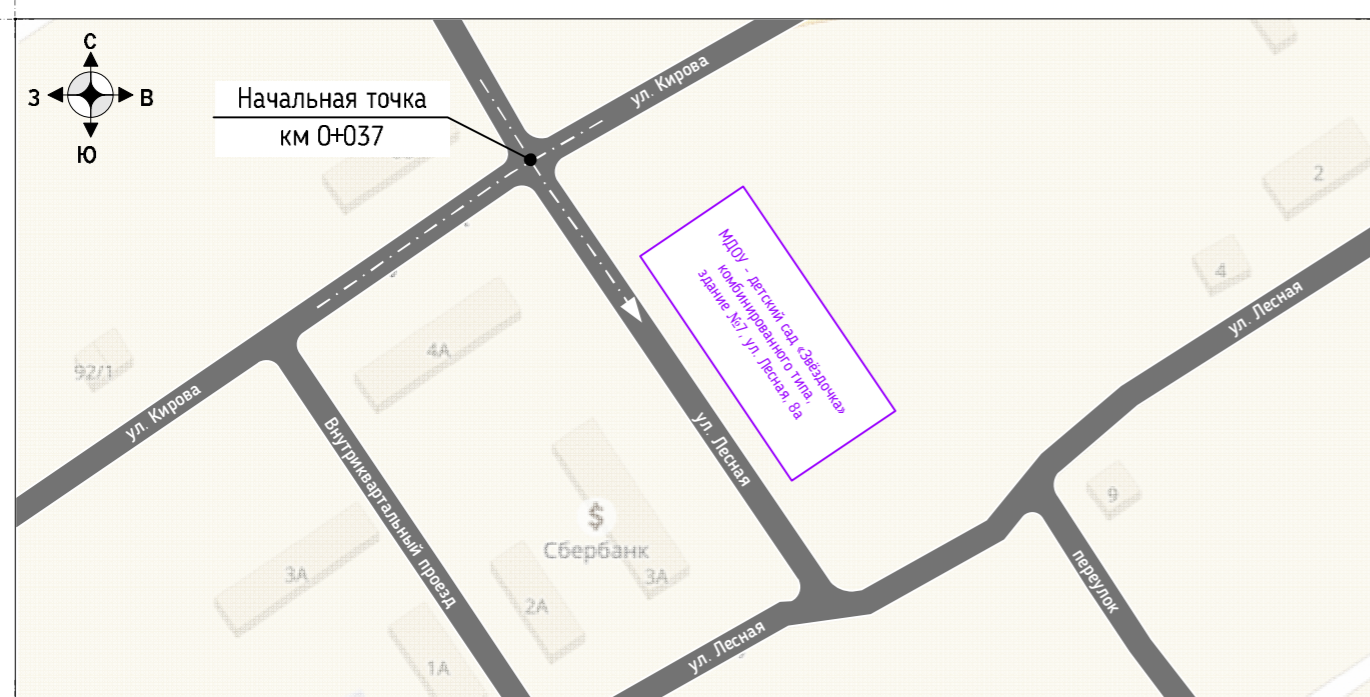 С
З
В
Ю
Начальная точка
км 0+037
ул. Кирова
2
4
ул. Лесная
МДОУ - детский сад «Звёздочка»
комбинированного типа,
здание №7, ул. Лесная, 8а
4А
92/1
ул. Кирова
Внутриквартальный проезд
ул. Лесная
9
$
Сбербанк
3А
3А
2А
переулок
ул. Лесная
1А